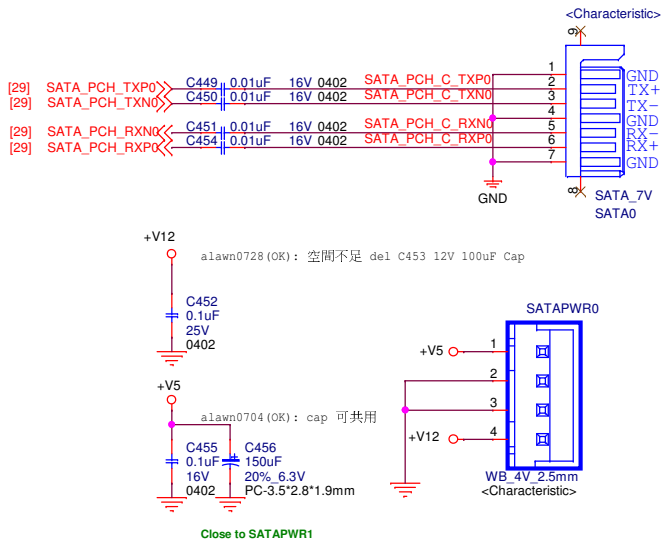 <Characteristic>
9
[29] SATA_PCH_TXP0 C449 0.01uF 16V 0402 SATA_PCH_C_TXP0
[29] SATA_PCH_TXN0 C450 0.01uF 16V 0402 SATA_PCH_C_TXN0
[29] SATA_PCH_RXN0 C451 0.01uF 16V 0402 SATA_PCH_C_RXN0
[29] SATA_PCH_RXP0 C454 0.01uF 16V 0402 SATA_PCH_C_RXP0
1 GND
2 TX+
3 TX-
4 GND
5 RX-
6 RX+
7 GND
8
GND
SATA_7V
SATA0
+V12
alawn0728(OK): 空間不足 del C453 12V 100uF Cap
C452
0.1uF
25V
0402
+V5
alawn0704(OK): cap 可共用
C455
0.1uF
16V
0402
C456
150uF
20%_6.3V
PC-3.5*2.8*1.9mm
Close to SATAPWR1
SATAPWR0
+V5 1
2
3
+V12 4
WB_4V_2.5mm
<Characteristic>